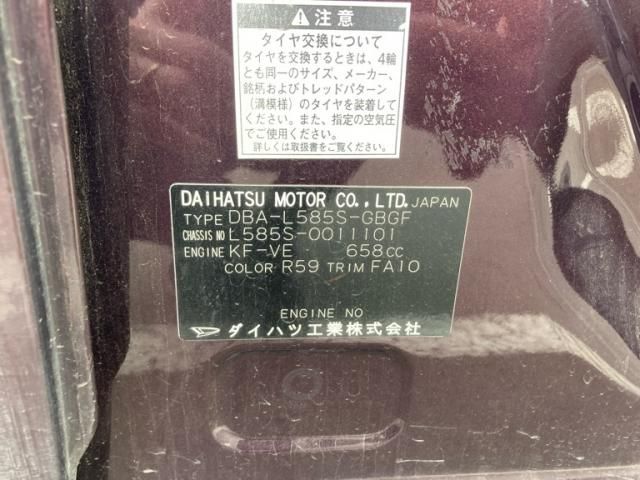 注意
タイヤ交換について
タイヤを交換するときは、4輪
とも同一のサイズ、メーカー、
銘柄およびトレッドパターン
(溝模様)のタイヤを装着して
ください。また、指定の空気圧
でご使用ください。
詳しくは取扱書をご覧ください。
DAIHATSU MOTOR CO.,LTD. JAPAN
TYPE DBA-L585S-GBGF
CHASSIS NO L585S-0011101
ENGINE KF-VE 658CC
COLOR R59 TRIM FA10
ENGINE NO
ダイハツ工業株式会社